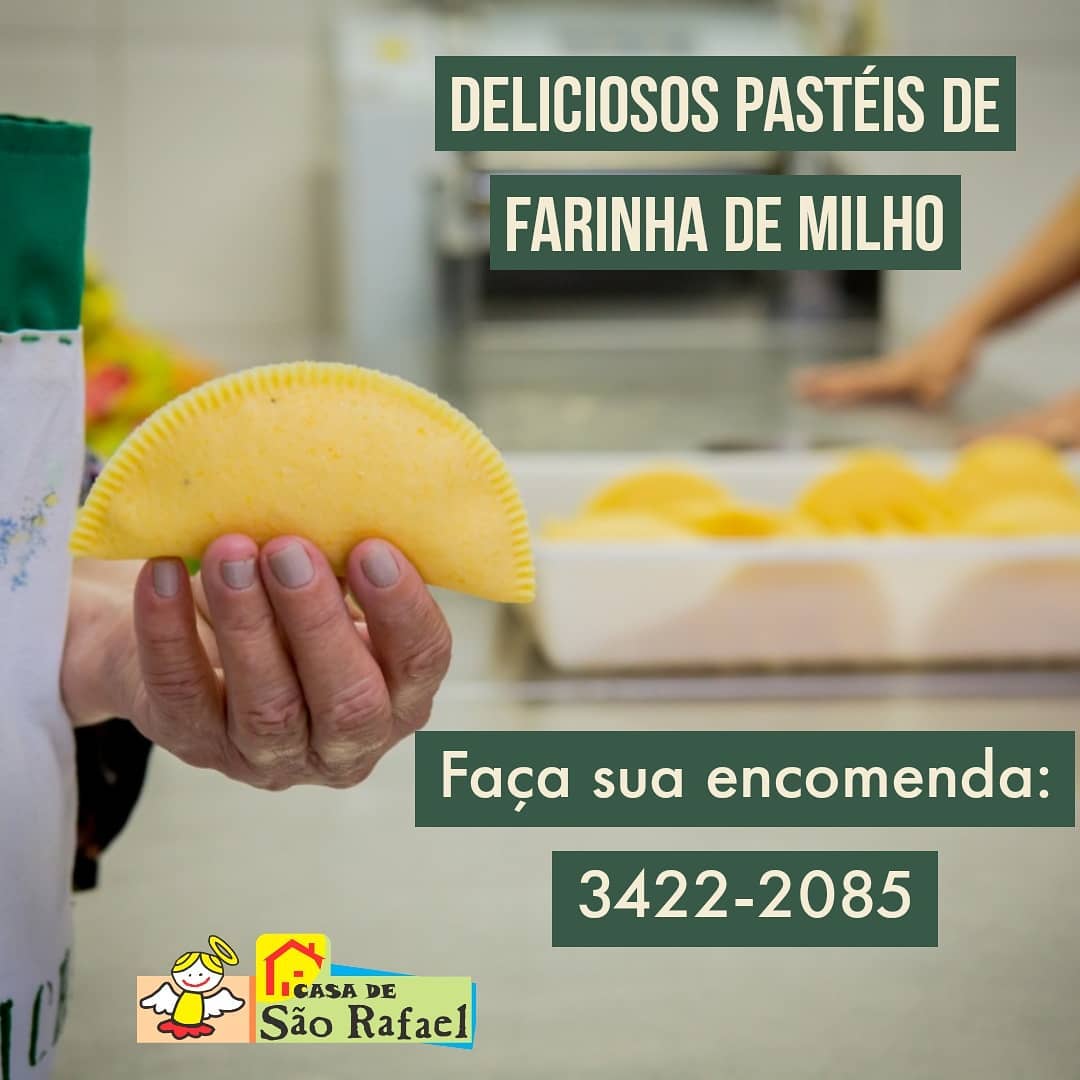 DELICIOSOS PASTÉIS DE
FARINHA DE MILHO
Faça sua encomenda:
3422-2085
CASA DE
São Rafael